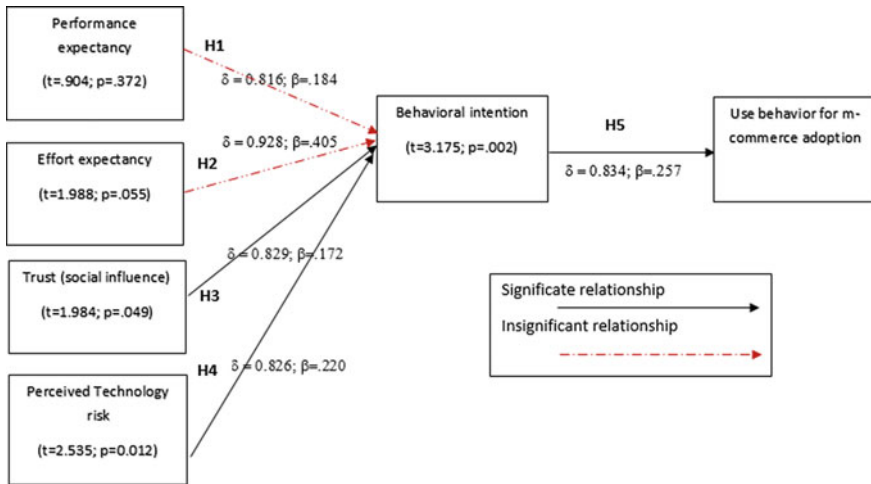 Performance
expectancy
(t=.904; p=.372)
H1
δ = 0.816; β=.184
Effort expectancy
(t=1.988; p=.055)
H2
δ = 0.928; β=.405
Trust (social influence)
(t=1.984; p=.049)
H3
δ = 0.829; β=.172
Perceived Technology
risk
(t=2.535; p=0.012)
H4
δ = 0.826; β=.220
Behavioral intention
(t=3.175; p=.002)
H5
δ = 0.834; β=.257
Use behavior for m-
commerce adoption
Significate relationship
Insignificant relationship